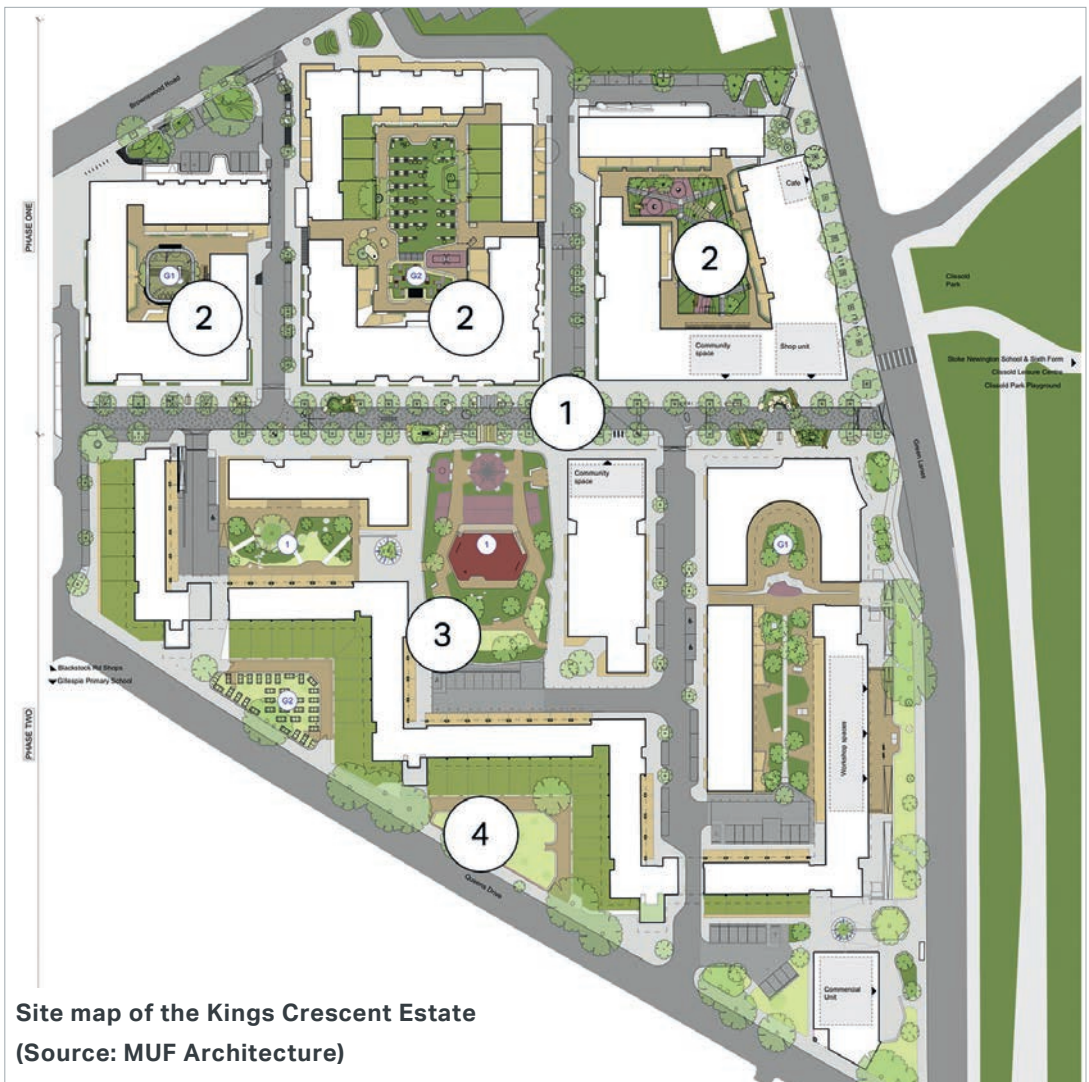 Brownswood Road
PHASE ONE
Cafe
G1
2
G2
2
2
Community
space
Shop unit
Clissold
Park
Stoke Newington School & Sixth Form
Clissold Leisure Centre
Clissold Park Playground
1
Green Lanes
Community
space
1
1
G1
3
Blackstock Rd Shops
Gillespie Primary School
G2
PHASE TWO
Workshop spaces
4
Queens Drive
Commercial
Unit
Site map of the Kings Crescent Estate
(Source: MUF Architecture)